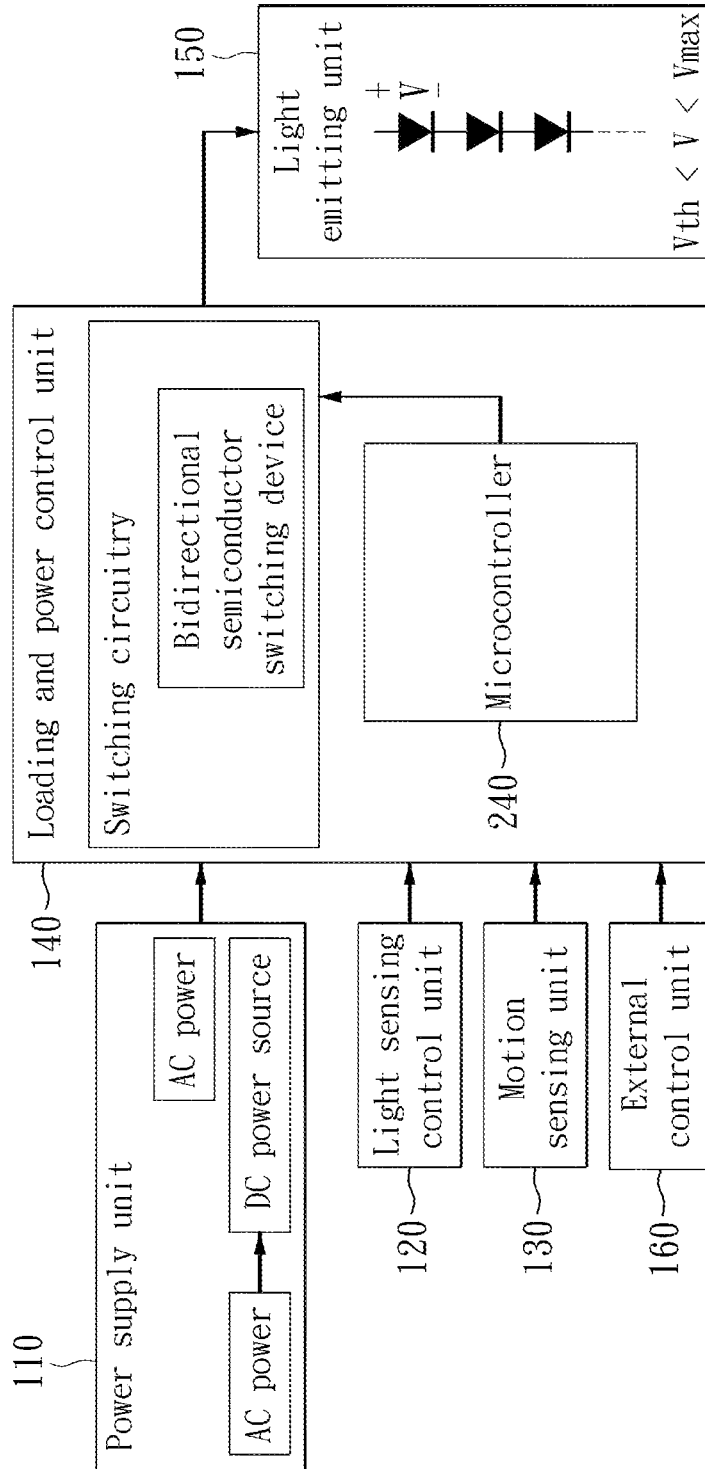 110
Power supply unit
AC power
DC power source
AC power
120
Light sensing
control unit
130
Motion
sensing unit
160
External
control unit
140
Loading and power control unit
Switching circuitry
Bidirectional
semiconductor
switching device
Microcontroller
240
150
Light
emitting unit
+
V
-
Vth < V < Vmax